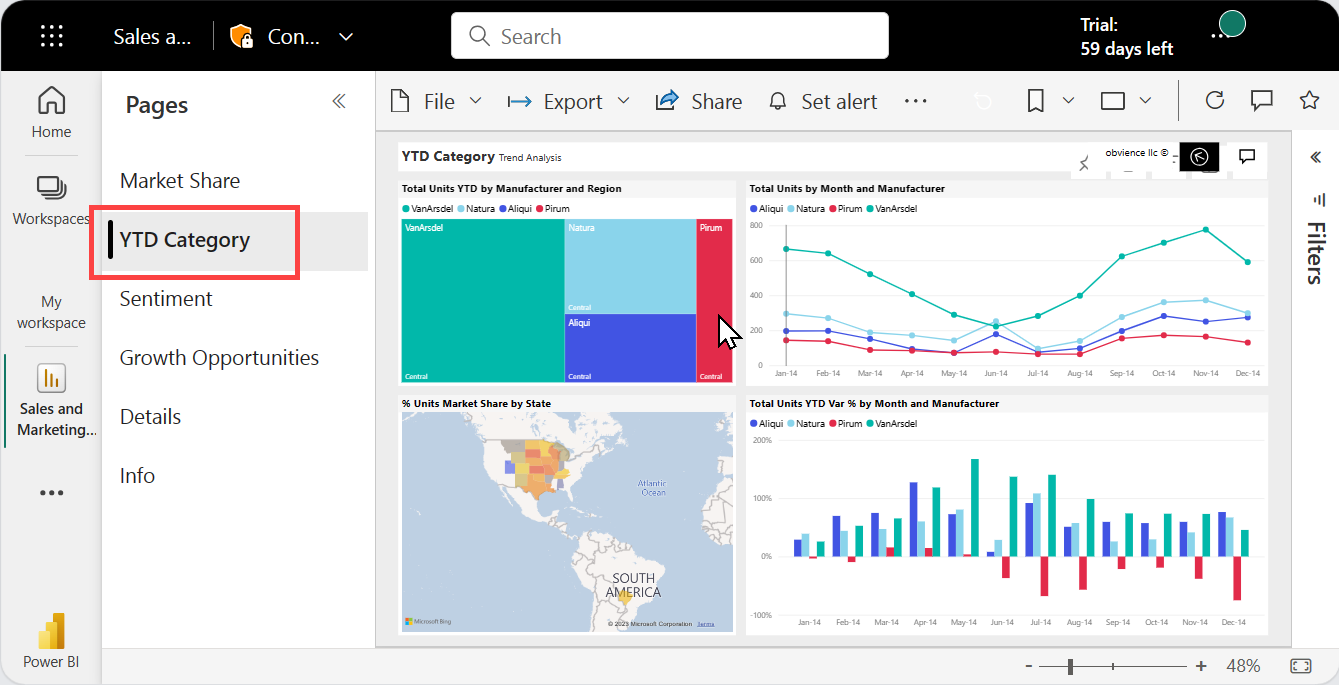 Sales a...
Con...
Search
Trial:
59 days left
Home
Workspaces
My
workspace
Sales and
Marketing...
Power BI
Pages
Market Share
YTD Category
Sentiment
Growth Opportunities
Details
Info
File
Export
Share
Set alert
YTD Category Trend Analysis
obvience llc ©
Total Units YTD by Manufacturer and Region
VanArsdel Natura Aliqui Pirum
VanArsdel
Natura
Pirum
Central
Aliqui
Central
Central
Central
Total Units by Month and Manufacturer
Aliqui Natura Pirum VanArsdel
800
600
400
200
0
Jan-14 Feb-14 Mar-14 Apr-14 May-14 Jun-14 Jul-14 Aug-14 Sep-14 Oct-14 Nov-14 Dec-14
% Units Market Share by State
Atlantic
Ocean
SOUTH
AMERICA
Microsoft Bing
© 2023 Microsoft Corporation Terms
Total Units YTD Var % by Month and Manufacturer
Aliqui Natura Pirum VanArsdel
200%
100%
0%
-100%
Jan-14 Feb-14 Mar-14 Apr-14 May-14 Jun-14 Jul-14 Aug-14 Sep-14 Oct-14 Nov-14 Dec-14
Filters
- + 48%